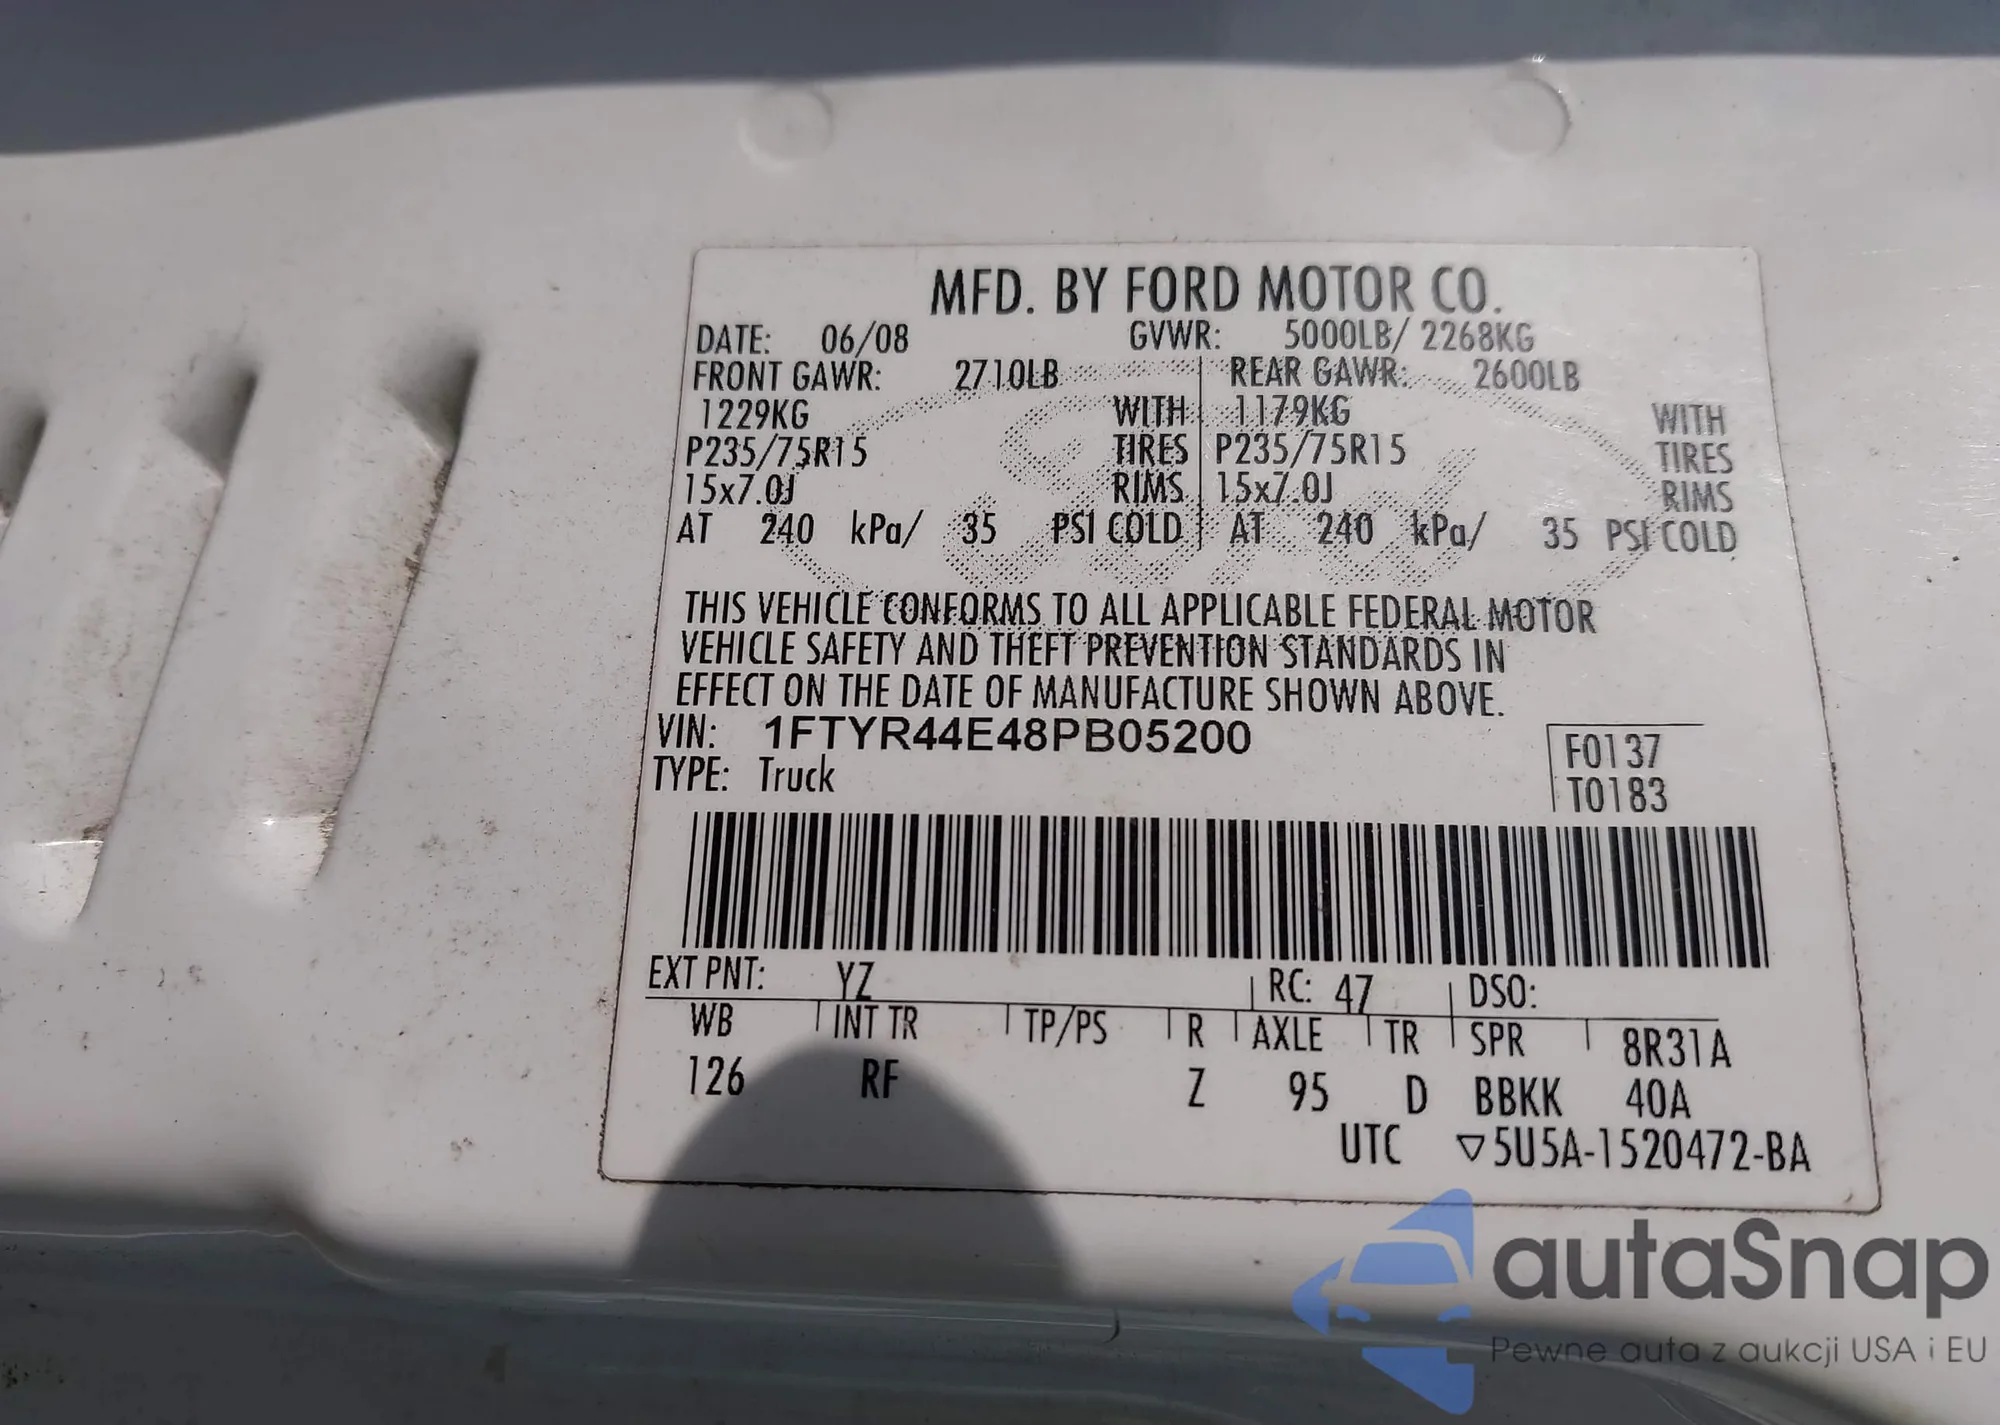 MFD. BY FORD MOTOR CO.
DATE: 06/08 GVWR: 5000LB/ 2268KG
FRONT GAWR: 2710LB REAR GAWR: 2600LB
1229KG WITH 1179KG WITH
P235/75R15 TIRES P235/75R15 TIRES
15x7.0J RIMS 15x7.0J RIMS
AT 240 kPa/ 35 PSI COLD AT 240 kPa/ 35 PSI COLD
THIS VEHICLE CONFORMS TO ALL APPLICABLE FEDERAL MOTOR
VEHICLE SAFETY AND THEFT PREVENTION STANDARDS IN
EFFECT ON THE DATE OF MANUFACTURE SHOWN ABOVE.
VIN: 1FTYR44E48PB05200 F0137
TYPE: Truck T0183
EXT PNT: YZ RC: 47 DSO:
WB INT TR TP/PS R AXLE TR SPR 8R31A
126 RF Z 95 D BBKK 40A
UTC ▽5U5A-1520472-BA
autaSnap
Pewne auta z aukcji USA i EU